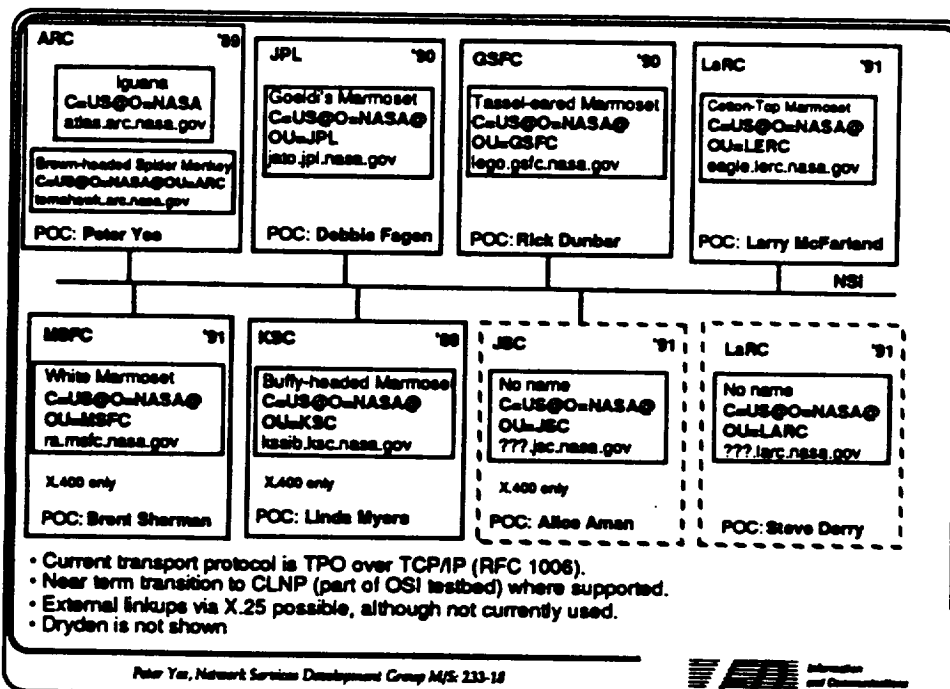 ARC '89
Iguana
C=US@O=NASA
atlas.arc.nasa.gov
Brown-headed Spider Monkey
C=US@O=NASA@OU=ARC
tomahawk.arc.nasa.gov
POC: Peter Yee
JPL '90
Goeldi's Marmoset
C=US@O=NASA@
OU=JPL
jato.jpl.nasa.gov
POC: Debbie Fagen
GSFC '90
Tassel-eared Marmoset
C=US@O=NASA@
OU=GSFC
lego.gsfc.nasa.gov
POC: Rick Dunbar
LeRC '91
Cotton-Top Marmoset
C=US@O=NASA@
OU=LERC
eagle.lerc.nasa.gov
POC: Larry McFarland
NSI
MSFC '91
White Marmoset
C=US@O=NASA@
OU=MSFC
ra.msfc.nasa.gov
X.400 only
POC: Brent Sherman
KSC
Buffy-headed Marmose
C=US@O=NASA@
OU=KSC
ksaib.ksc.nasa.gov
X.400 only
POC: Linda Myers
JSC '91
No name
C=US@O=NASA@
OU=JSC
???.jsc.nasa.gov
X.400 only
POC: Alice Aman
LaRC '91
No name
C=US@O=NASA@
OU=LARC
???.larc.nasa.gov
POC: Steve Derry
• Current transport protocol is TP0 over TCP/IP (RFC 1006).
• Near term transition to CLNP (part of OSI testbed) where supported.
• External linkups via X.25 possible, although not currently used.
• Dryden is not shown
Peter Yee, Network Services Development Group M/S: 233-18
Information
and Communications